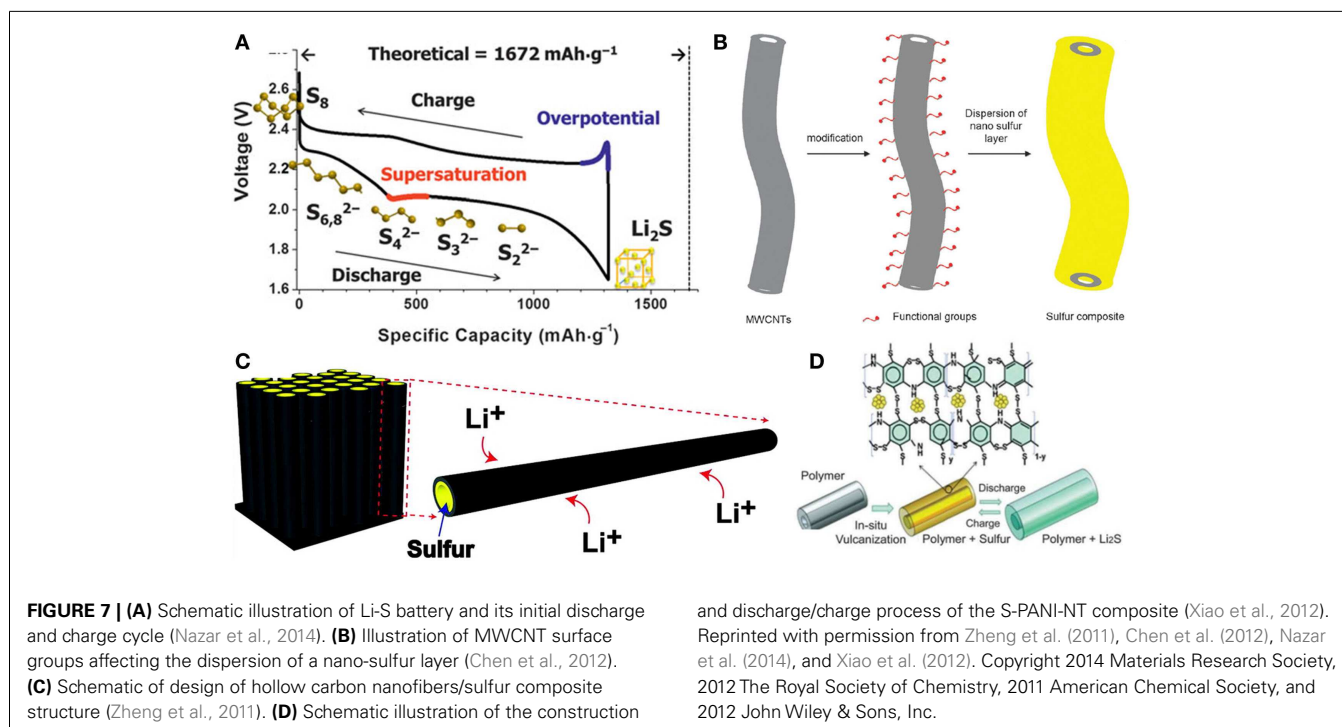 A
Theoretical = 1672 mAh·g⁻¹
2.6
2.4
2.2
2.0
1.8
1.6
Voltage (V)
S₈
Charge
Overpotential
Supersaturation
S₆,₈²⁻
S₄²⁻
S₃²⁻
S₂²⁻
Li₂S
Discharge
0
500
1000
1500
Specific Capacity (mAh·g⁻¹)
B
modification
Dispersion of
nano sulfur
layer
MWCNTs
Functional groups
Sulfur composite
C
Li⁺
Li⁺
Li⁺
Li⁺
Sulfur
D
Polymer
In-situ
Vulcanization
Polymer + Sulfur
Discharge
Charge
Polymer + Li₂S
FIGURE 7 | (A) Schematic illustration of Li-S battery and its initial discharge
and charge cycle (Nazar et al., 2014). (B) Illustration of MWCNT surface
groups affecting the dispersion of a nano-sulfur layer (Chen et al., 2012).
(C) Schematic of design of hollow carbon nanofibers/sulfur composite
structure (Zheng et al., 2011). (D) Schematic illustration of the construction
and discharge/charge process of the S-PANI-NT composite (Xiao et al., 2012).
Reprinted with permission from Zheng et al. (2011), Chen et al. (2012), Nazar
et al. (2014), and Xiao et al. (2012). Copyright 2014 Materials Research Society,
2012 The Royal Society of Chemistry, 2011 American Chemical Society, and
2012 John Wiley & Sons, Inc.